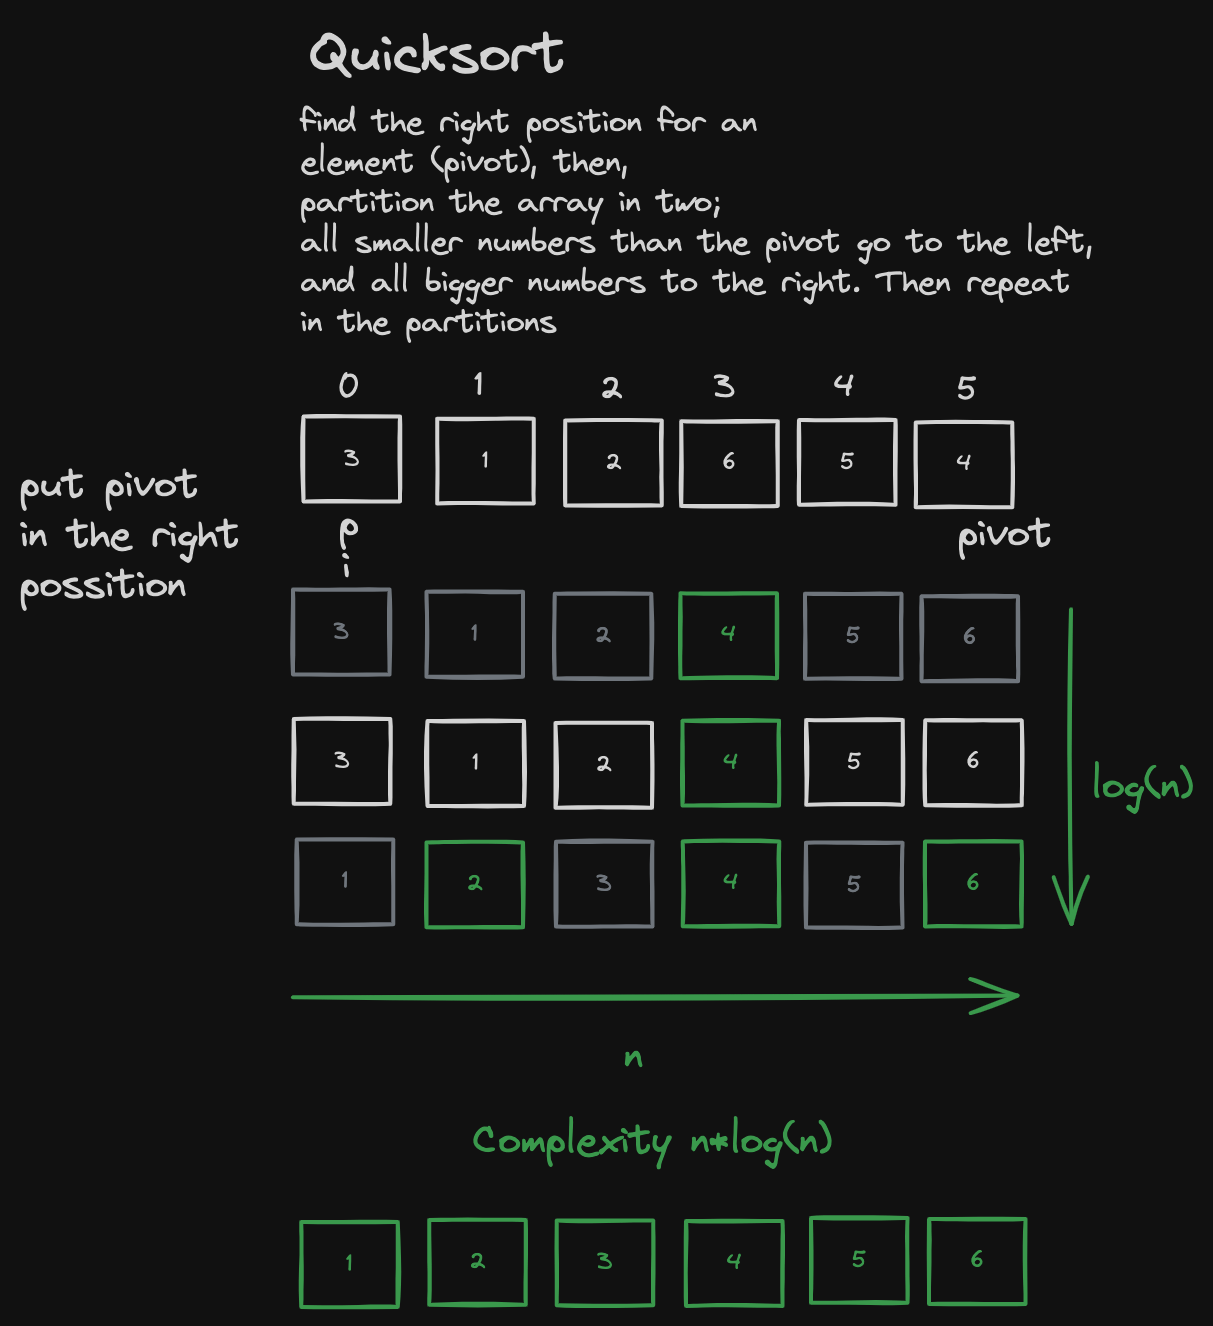 Quicksort
find the right position for an
element (pivot), then,
partition the array in two;
all smaller numbers than the pivot go to the left,
and all bigger numbers to the right. Then repeat
in the partitions
0 1 2 3 4 5
3 1 2 6 5 4
put pivot
in the right
possition
p
i
pivot
3 1 2 4 5 6
3 1 2 4 5 6
log(n)
1 2 3 4 5 6
n
Complexity n*log(n)
1 2 3 4 5 6